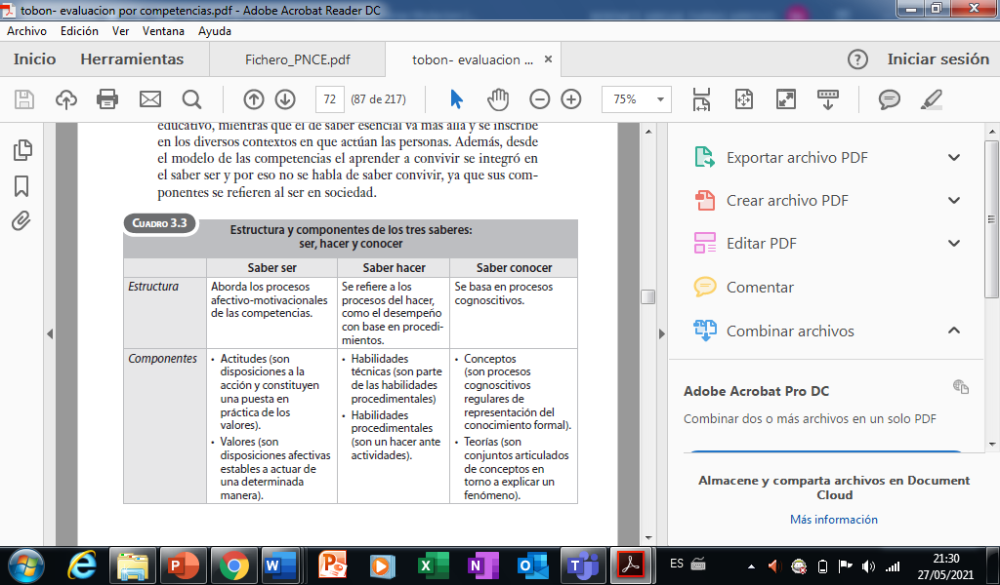 tobon- evaluacion por competencias.pdf - Adobe Acrobat Reader DC
Archivo Edición Ver Ventana Ayuda
Inicio Herramientas Fichero_PNCE.pdf tobon- evaluacion ... × Iniciar sesión
72 (87 de 217) 75%
educativo, mientras que el de saber esencial va más allá y se inscribe
en los diversos contextos en que actúan las personas. Además, desde
el modelo de las competencias el aprender a convivir se integró en
el saber ser y por eso no se habla de saber convivir, ya que sus com-
ponentes se refieren al ser en sociedad.
CUADRO 3.3
Estructura y componentes de los tres saberes:
ser, hacer y conocer
Saber ser Saber hacer Saber conocer
Estructura
Aborda los procesos
afectivo-motivacionales
de las competencias.
Se refiere a los
procesos del hacer,
como el desempeño
con base en procedi-
mientos.
Se basa en procesos
cognoscitivos.
Componentes
• Actitudes (son
disposiciones a la
acción y constituyen
una puesta en
práctica de los
valores).
• Valores (son
disposiciones afectivas
estables a actuar de
una determinada
manera).
• Habilidades
técnicas (son parte
de las habilidades
procedimentales)
• Habilidades
procedimentales
(son un hacer ante
actividades).
• Conceptos
(son procesos
cognoscitivos
regulares de
representación del
conocimiento formal).
• Teorías (son
conjuntos articulados
de conceptos en
torno a explicar un
fenómeno).
Exportar archivo PDF
Crear archivo PDF
Editar PDF
Comentar
Combinar archivos
Adobe Acrobat Pro DC
Combinar dos o más archivos en un solo PDF
Almacene y comparta archivos en Document
Cloud
Más información
ES
21:30
27/05/2021